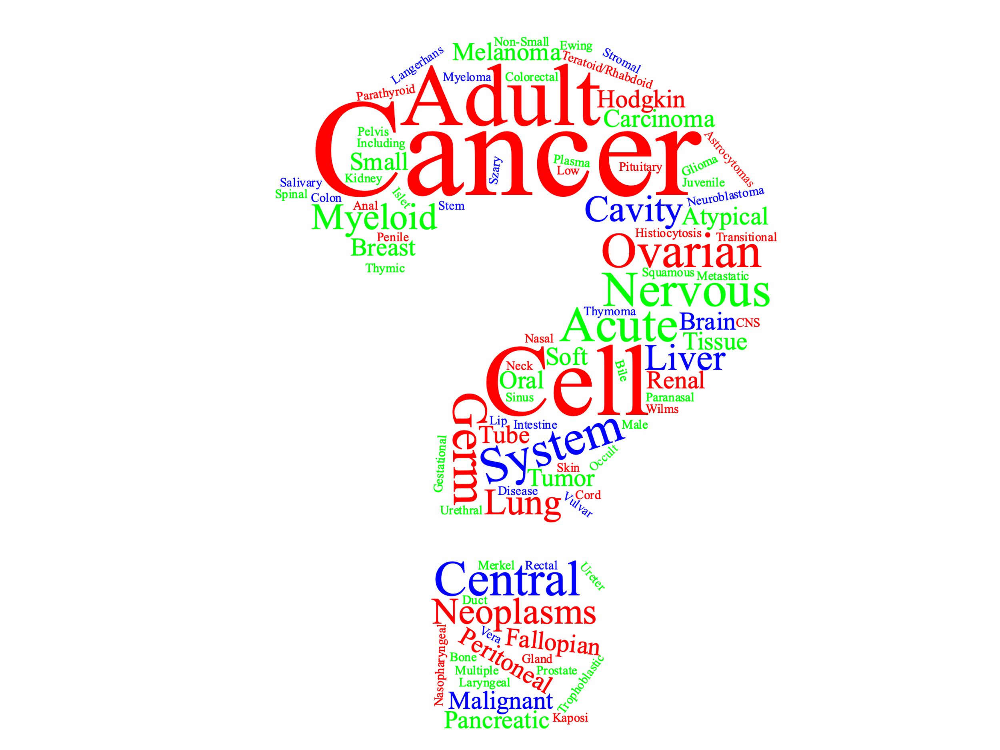 Non-Small
Melanoma
Ewing
Stromal
Langerhans
Teratoid/Rhabdoid
Myeloma
Colorectal
Adult
Parathyroid
Hodgkin
Carcinoma
Cancer
Pelvis
Including
Small
Kidney
Szary
Plasma
Low
Pituitary
Astrocytomas
Glioma
Juvenile
Salivary
Spinal
Colon
Islet
Anal
Stem
Myeloid
Cavity
Neuroblastoma
Atypical
Penile
Breast
Thymic
Histiocytosis
Transitional
Ovarian
Squamous
Metastatic
Nervous
Thymoma
Acute
Brain
CNS
Nasal
Tissue
Soft
Cell
Liver
Neck
Oral
Bile
Renal
Sinus
Paranasal
Wilms
Germ
Lip
Intestine
Male
Tube
System
Gestational
Occult
Skin
Tumor
Disease
Cord
Vulvar
Lung
Urethral
Merkel
Rectal
Ureter
Central
Duct
Neoplasms
Nasopharyngeal
Vera
Fallopian
Peritoneal
Bone
Gland
Multiple
Prostate
Laryngeal
Trophoblastic
Malignant
Pancreatic
Kaposi